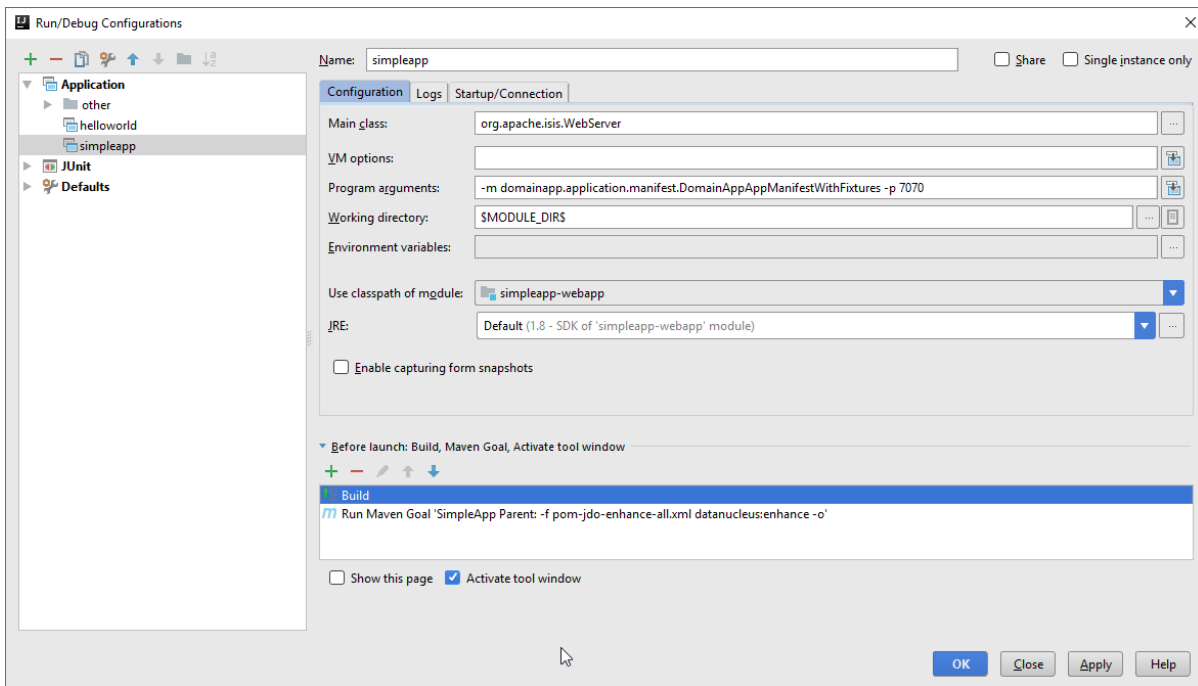 Run/Debug Configurations
Name: simpleapp
Share
Single instance only
Application
other
helloworld
simpleapp
JUnit
Defaults
Configuration Logs Startup/Connection
Main class: org.apache.isis.WebServer
VM options:
Program arguments: -m domainapp.application.manifest.DomainAppAppManifestWithFixtures -p 7070
Working directory: $MODULE_DIR$
Environment variables:
Use classpath of module: simpleapp-webapp
JRE: Default (1.8 - SDK of 'simpleapp-webapp' module)
Enable capturing form snapshots
Before launch: Build, Maven Goal, Activate tool window
Build
Run Maven Goal 'SimpleApp Parent: -f pom-jdo-enhance-all.xml datanucleus:enhance -o'
Show this page Activate tool window
OK Close Apply Help